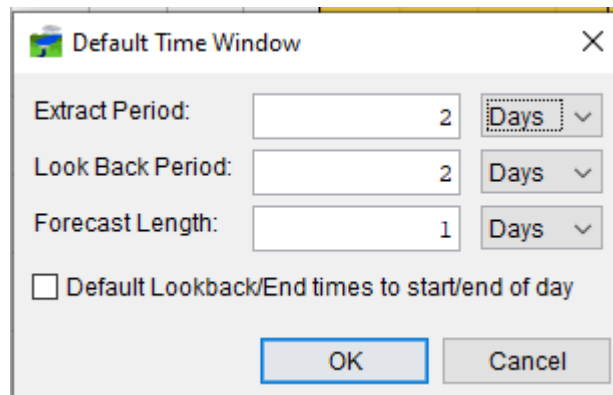 Default Time Window
Extract Period: 2 Days
Look Back Period: 2 Days
Forecast Length: 1 Days
Default Lookback/End times to start/end of day
OK Cancel